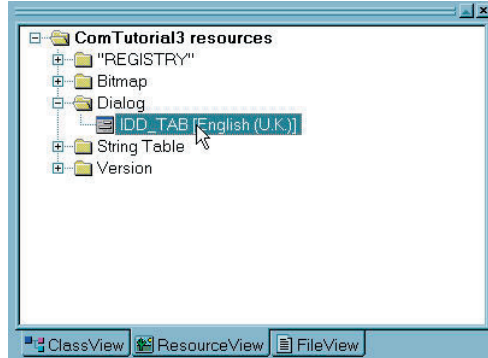 ComTutorial3 resources
"REGISTRY"
Bitmap
Dialog
IDD_TAB [English (U.K.)]
String Table
Version
ClassView ResourceView FileView